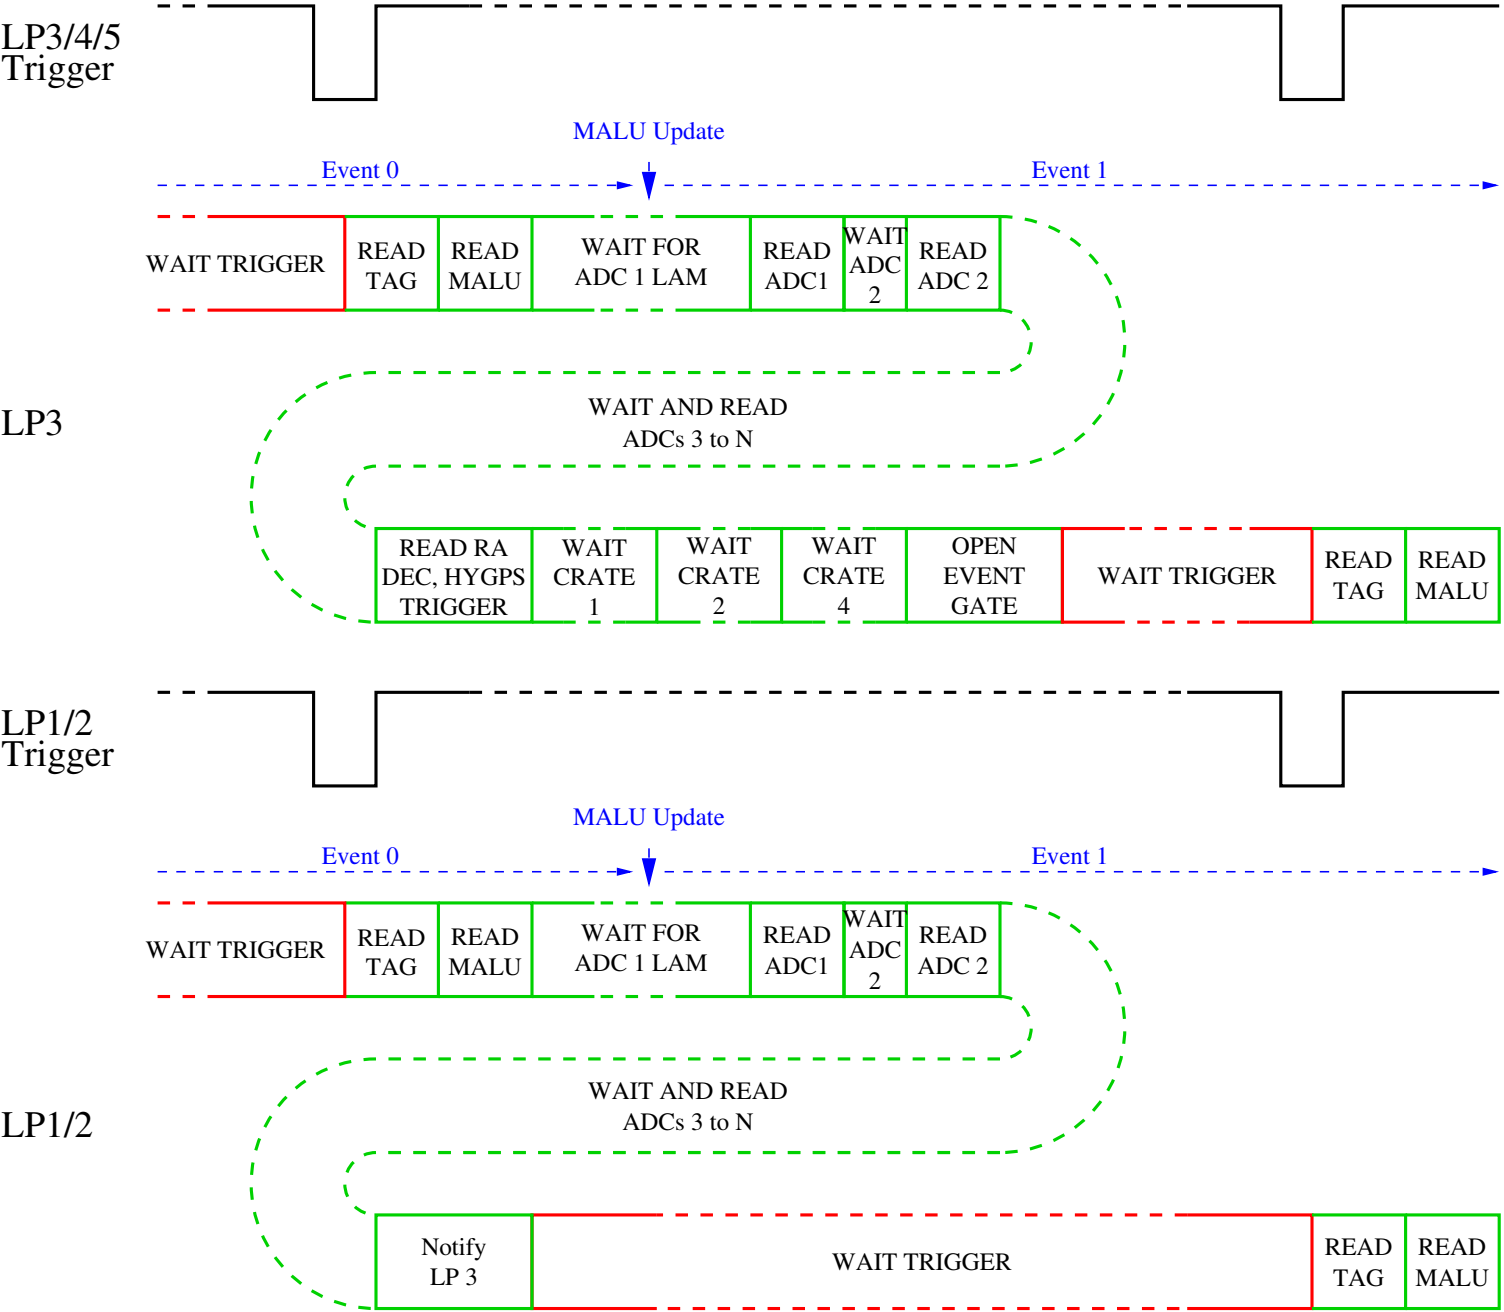 LP3/4/5
Trigger
MALU Update
Event 0
Event 1
WAIT TRIGGER
READ
TAG
READ
MALU
WAIT FOR
ADC 1 LAM
READ
ADC1
WAIT
ADC
2
READ
ADC 2
LP3
WAIT AND READ
ADCs 3 to N
READ RA
DEC, HYGPS
TRIGGER
WAIT
CRATE
1
WAIT
CRATE
2
WAIT
CRATE
4
OPEN
EVENT
GATE
WAIT TRIGGER
READ
TAG
READ
MALU
LP1/2
Trigger
MALU Update
Event 0
Event 1
WAIT TRIGGER
READ
TAG
READ
MALU
WAIT FOR
ADC 1 LAM
READ
ADC1
WAIT
ADC
2
READ
ADC 2
WAIT AND READ
ADCs 3 to N
LP1/2
Notify
LP 3
WAIT TRIGGER
READ
TAG
READ
MALU